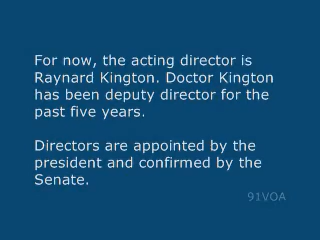 For now, the acting director is
Raynard Kington. Doctor Kington
has been deputy director for the
past five years.
Directors are appointed by the
president and confirmed by the
Senate.
91VOA